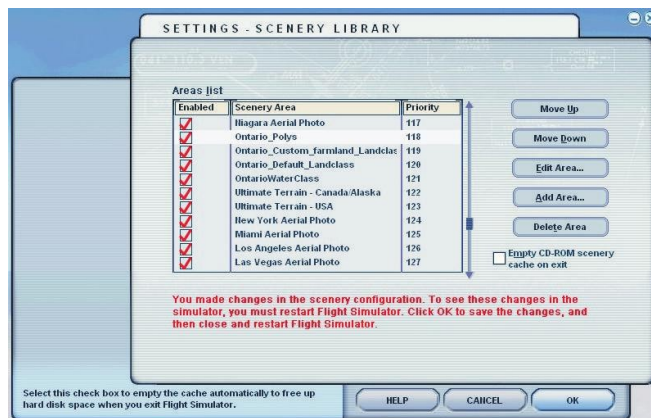 SETTINGS - SCENERY LIBRARY
Areas list
Enabled Scenery Area Priority
Niagara Aerial Photo 117
Ontario_Polys 118
Ontario_Custom_farmland_Landclas 119
Ontario_Default_Landclass 120
OntarioWaterClass 121
Ultimate Terrain - Canada/Alaska 122
Ultimate Terrain - USA 123
New York Aerial Photo 124
Miami Aerial Photo 125
Los Angeles Aerial Photo 126
Las Vegas Aerial Photo 127
Move Up
Move Down
Edit Area...
Add Area...
Delete Area
Empty CD-ROM scenery
cache on exit
You made changes in the scenery configuration. To see these changes in the
simulator, you must restart Flight Simulator. Click OK to save the changes, and
then close and restart Flight Simulator.
Select this check box to empty the cache automatically to free up
hard disk space when you exit Flight Simulator.
HELP
CANCEL
OK